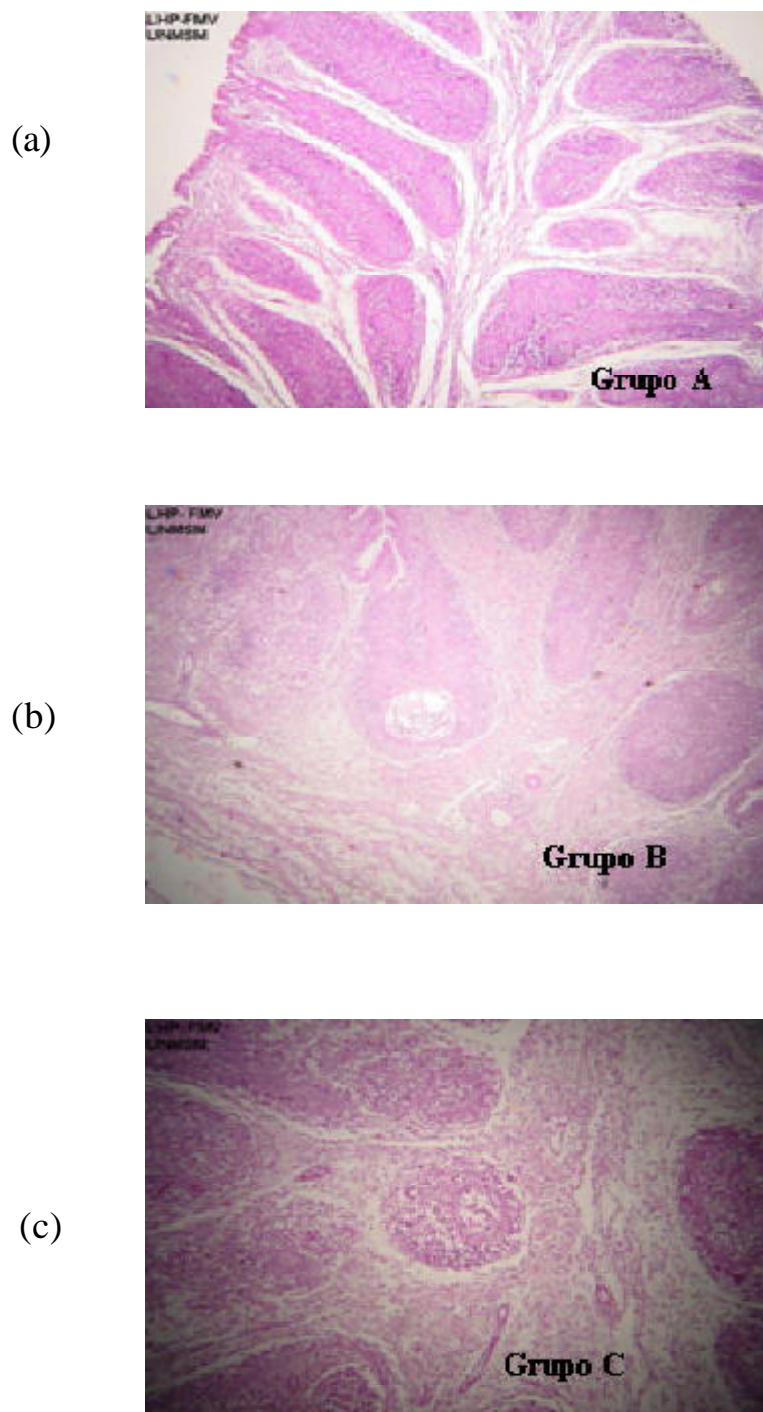 (a)
LHP-FMV
UNMSM
Grupo A
(b)
LHP- FMV
UNMSM
Grupo B
(c)
LHP-FMV
UNMSM
Grupo C